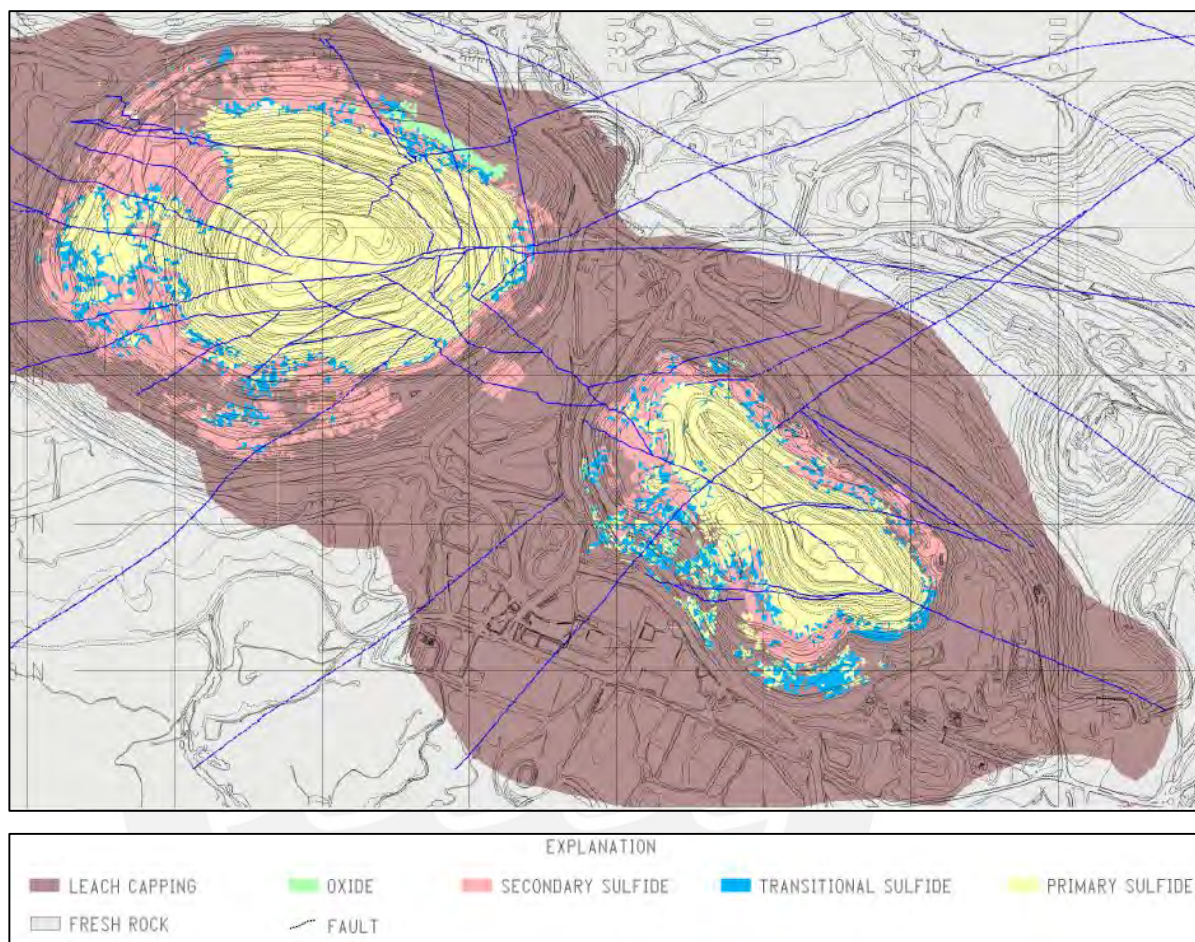 EXPLANATION
LEACH CAPPING
OXIDE
SECONDARY SULFIDE
TRANSITIONAL SULFIDE
PRIMARY SULFIDE
FRESH ROCK
FAULT